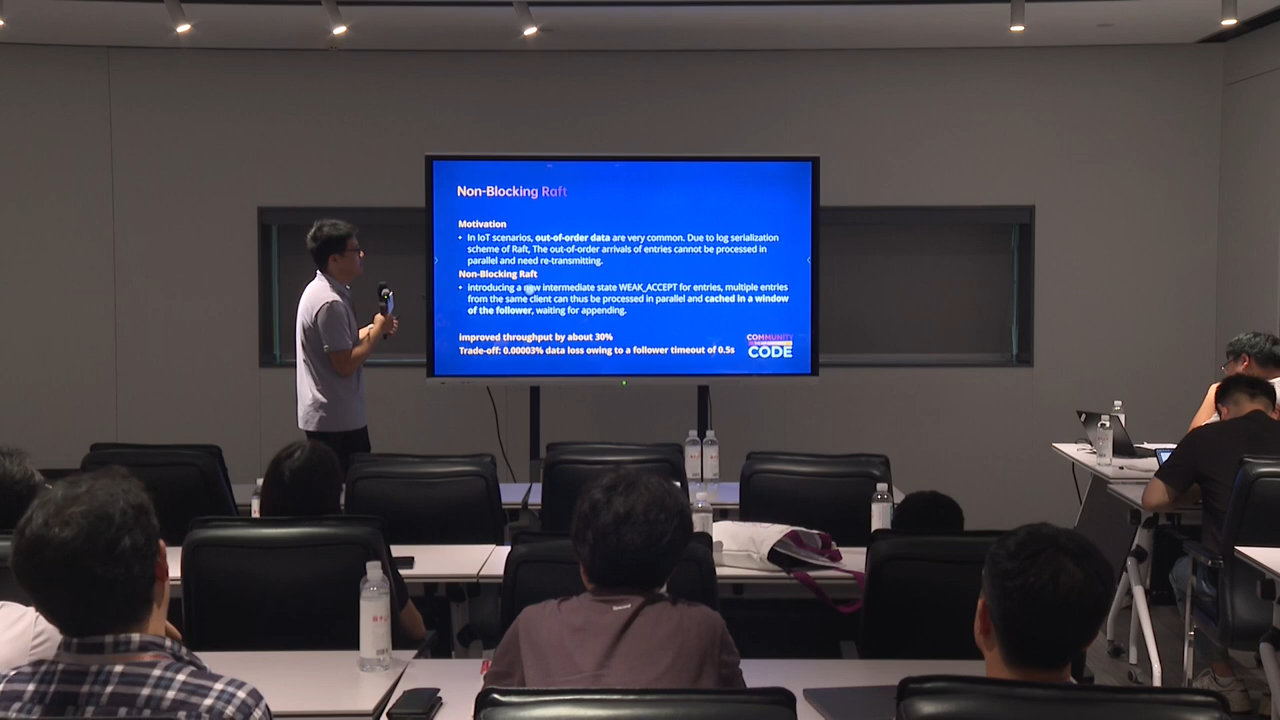 Non-Blocking Raft
Motivation
• In IoT scenarios, out-of-order data are very common. Due to log serialization
scheme of Raft, The out-of-order arrivals of entries cannot be processed in
parallel and need re-transmitting.
Non-Blocking Raft
• introducing a new intermediate state WEAK_ACCEPT for entries, multiple entries
from the same client can thus be processed in parallel and cached in a window
of the follower, waiting for appending.
improved throughput by about 30%
Trade-off: 0.00003% data loss owing to a follower timeout of 0.5s
COMMUNITY
CODE